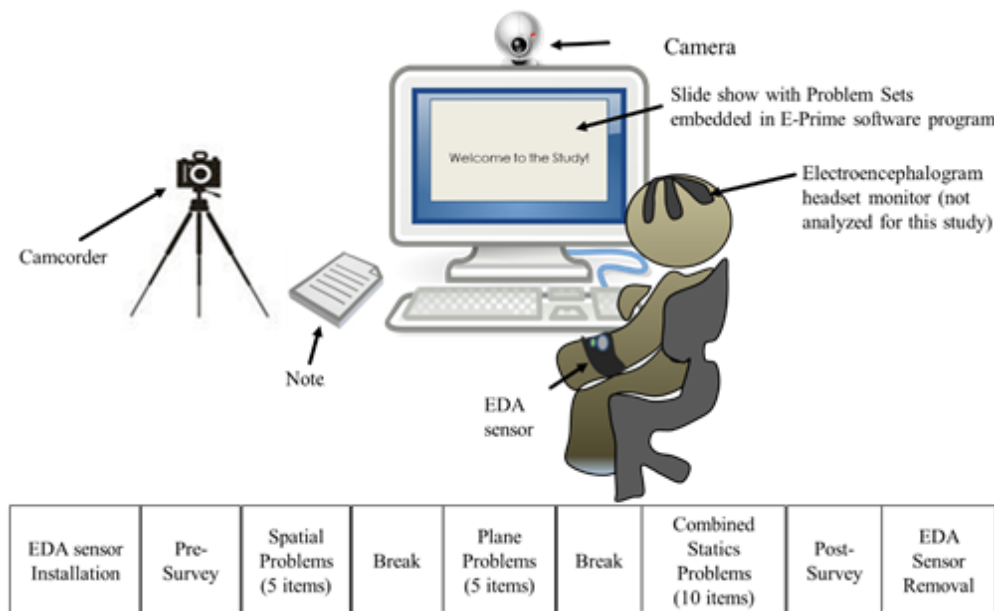 Camera
Slide show with Problem Sets
embedded in E-Prime software program
Welcome to the Study!
Electroencephalogram
headset monitor (not
analyzed for this study)
Camcorder
Note
EDA
sensor
EDA sensor
Installation
Pre-
Survey
Spatial
Problems
(5 items)
Break
Plane
Problems
(5 items)
Break
Combined
Statics
Problems
(10 items)
Post-
Survey
EDA
Sensor
Removal